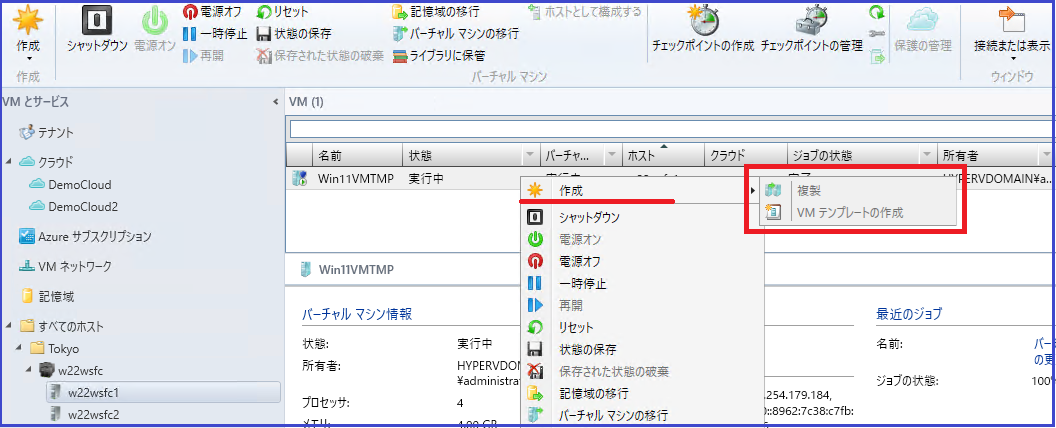 作成
作成
シャットダウン
電源オン
電源オフ
一時停止
再開
リセット
状態の保存
保存された状態の破棄
記憶域の移行
バーチャル マシンの移行
ライブラリに保管
ホストとして構成する
バーチャル マシン
チェックポイントの作成
チェックポイントの管理
保護の管理
接続または表示
ウィンドウ
VM とサービス
テナント
クラウド
DemoCloud
DemoCloud2
Azure サブスクリプション
VM ネットワーク
記憶域
すべてのホスト
Tokyo
w22wsfc
w22wsfc1
w22wsfc2
VM (1)
名前 状態 バーチャ... ホスト クラウド ジョブの状態 所有者
Win11VMTMP 実行中 HYPERVDOMAIN¥a...
作成
シャットダウン
電源オン
電源オフ
一時停止
再開
リセット
状態の保存
保存された状態の破棄
記憶域の移行
バーチャル マシンの移行
複製
VM テンプレートの作成
Win11VMTMP
バーチャル マシン情報
状態: 実行中
所有者: HYPERV
¥administra
プロセッサ: 4
メモリ: 4.00 GB
.254.179.184,
0::8962:7c38:c7fb:
最近のジョブ
名前: バー
の更
ジョブの状態: 100%